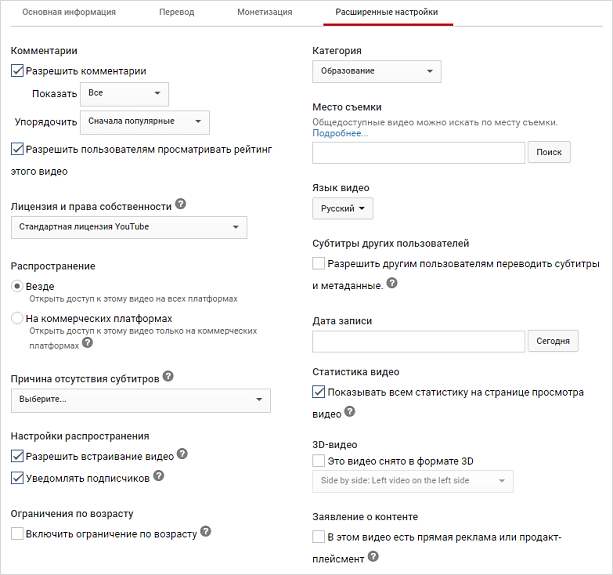 Основная информация
Перевод
Монетизация
Расширенные настройки
Комментарии
Разрешить комментарии
Показать
Все
Упорядочить
Сначала популярные
Разрешить пользователям просматривать рейтинг
этого видео
Лицензия и права собственности ?
Стандартная лицензия YouTube
Распространение
Везде
Открыть доступ к этому видео на всех платформах
На коммерческих платформах
Открыть доступ к этому видео только на коммерческих
платформах ?
Причина отсутствия субтитров ?
Выберите...
Настройки распространения
Разрешить встраивание видео ?
Уведомлять подписчиков ?
Ограничения по возрасту
Включить ограничение по возрасту ?
Категория
Образование
Место съемки
Общедоступные видео можно искать по месту съемки.
Подробнее...
Поиск
Язык видео
Русский
Субтитры других пользователей
Разрешить другим пользователям переводить субтитры
и метаданные. ?
Дата записи
Сегодня
Статистика видео
Показывать всем статистику на странице просмотра
видео ?
3D-видео
Это видео снято в формате 3D
Side by side: Left video on the left side
Заявление о контенте
В этом видео есть прямая реклама или продакт-
плейсмент ?